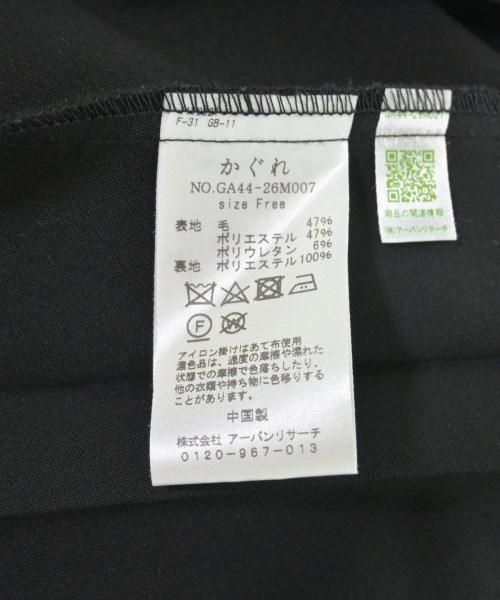 F-31 GB-11
かぐれ
NO.GA44-26M007
size Free
表地 毛 47%
ポリエステル 47%
ポリウレタン 6%
裏地 ポリエステル 100%
F
W
アイロン掛けはあて布使用
濃色品は、過度の摩擦や濡れた
状態での摩擦で色落ちしたり、
他の衣類や持ち物に色移りする
ことがあります。
中国製
株式会社 アーバンリサーチ
0120-967-013
GA44-26M007
商品の関連情報
(株)アーバンリサーチ